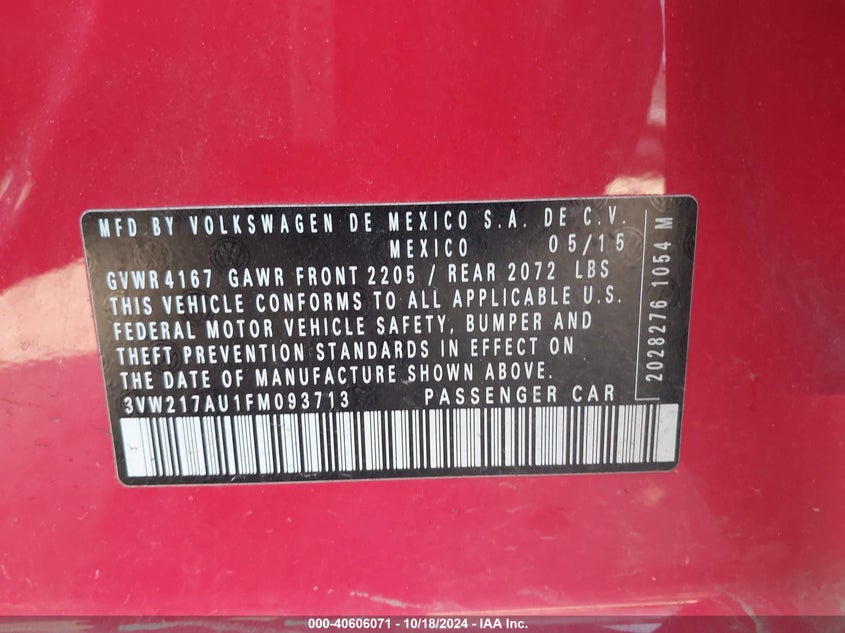 MFD.BY VOLKSWAGEN DE MEXICO S.A. DE C.V.
MEXICO 05/15
GVWR 4167 GAWR FRONT 2205 / REAR 2072 LBS
THIS VEHICLE CONFORMS TO ALL APPLICABLE U.S.
FEDERAL MOTOR VEHICLE SAFETY, BUMPER AND
THEFT PREVENTION STANDARDS IN EFFECT ON
THE DATE OF MANUFACTURE SHOWN ABOVE.
3VW217AU1FM093713 PASSENGER CAR
2028276 1054 M
000-40606071 - 10/18/2024 - IAA Inc.